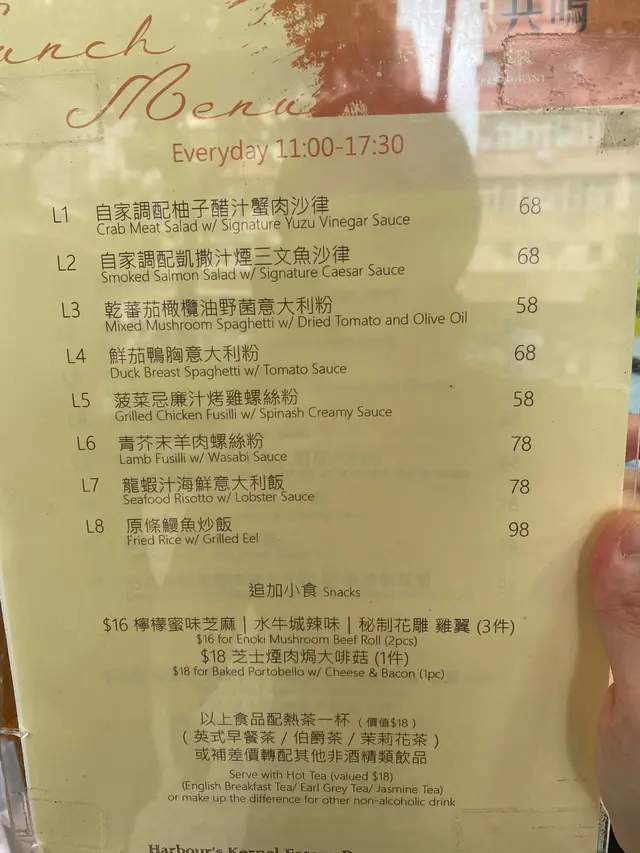 共鳴
Lunch
Menu
Everyday 11:00-17:30
L1 自家調配柚子醋汁蟹肉沙律 68
Crab Meat Salad w/ Signature Yuzu Vinegar Sauce
L2 自家調配凱撒汁煙三文魚沙律 68
Smoked Salmon Salad w/ Signature Caesar Sauce
L3 乾蕃茄橄欖油野菌意大利粉 58
Mixed Mushroom Spaghetti w/ Dried Tomato and Olive Oil
L4 鮮茄鴨胸意大利粉 68
Duck Breast Spaghetti w/ Tomato Sauce
L5 菠菜忌廉汁烤雞螺絲粉 58
Grilled Chicken Fusilli w/ Spinash Creamy Sauce
L6 青芥末羊肉螺絲粉 78
Lamb Fusilli w/ Wasabi Sauce
L7 龍蝦汁海鮮意大利飯 78
Seafood Risotto w/ Lobster Sauce
L8 原條鰻魚炒飯 98
Fried Rice w/ Grilled Eel
追加小食 Snacks
$16 檸檬蜜味芝麻 | 水牛城辣味 | 秘制花雕 雞翼 (3件)
$16 for Enoki Mushroom Beef Roll (2pcs)
$18 芝士煙肉焗大啡菇 (1件)
$18 for Baked Portobello w/ Cheese & Bacon (1pc)
以上食品配熱茶一杯 ( 價值$18 )
( 英式早餐茶 / 伯爵茶 / 茉莉花茶 )
或補差價轉配其他非酒精類飲品
Serve with Hot Tea (valued $18)
(English Breakfast Tea/ Earl Grey Tea/ Jasmine Tea)
or make up the difference for other non-alcoholic drink
Harbour's Kernel